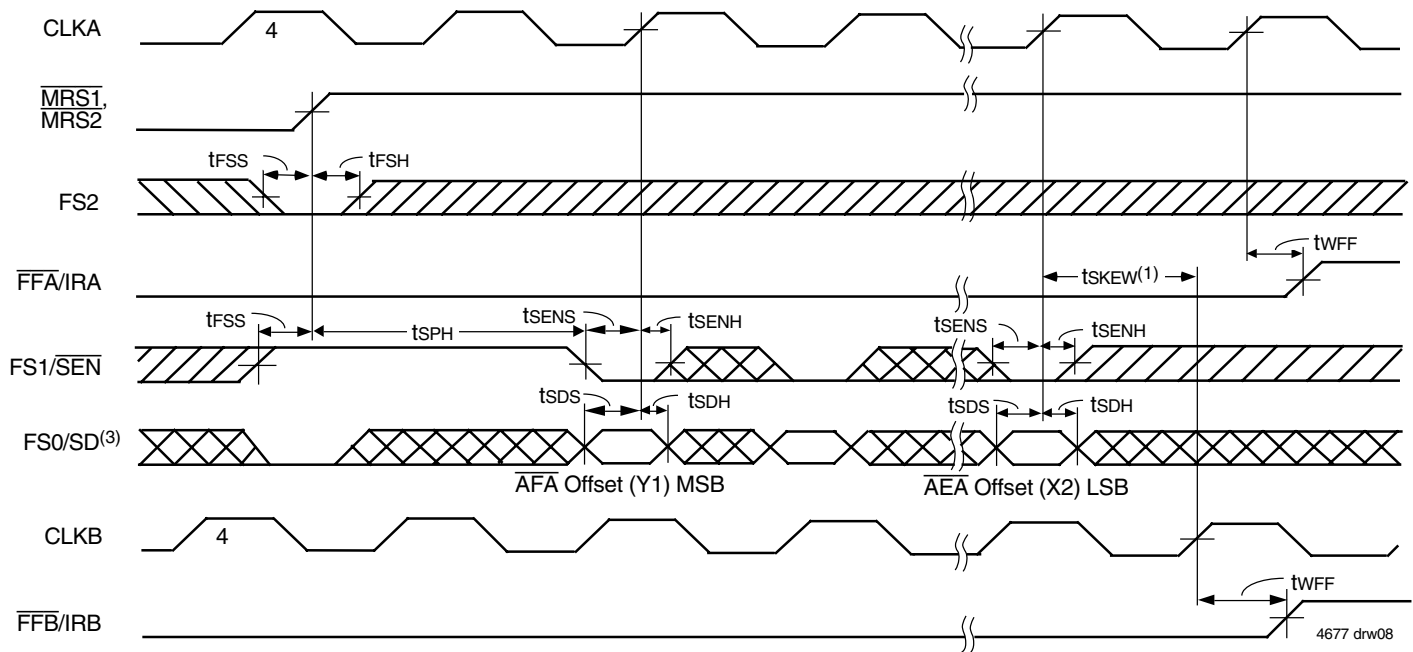 CLKA
4
MRS1,
MRS2
tFSS
tFSH
FS2
tWFF
FFA/IRA
tSKEW(1)
tFSS
tSPH
tSENS
tSENH
tSENS
tSENH
FS1/SEN
tSDS
tSDH
tSDS
tSDH
FS0/SD(3)
AFA Offset (Y1) MSB
AEA Offset (X2) LSB
CLKB
4
tWFF
FFB/IRB
4677 drw08